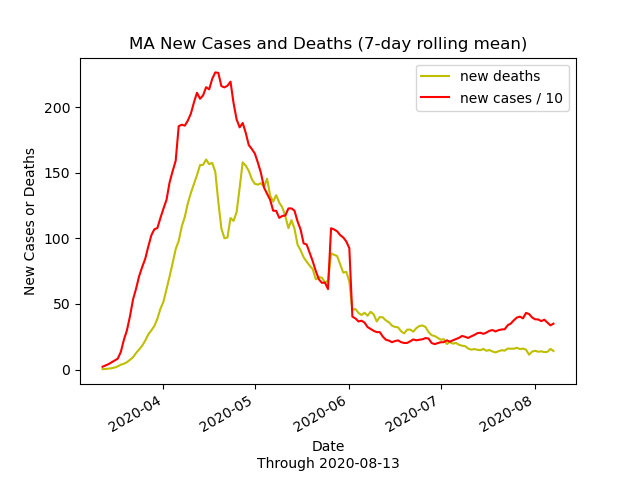 MA New Cases and Deaths (7-day rolling mean)
new deaths
new cases / 10
New Cases or Deaths
200
150
100
50
0
2020-04
2020-05
2020-06
2020-07
2020-08
Date
Through 2020-08-13